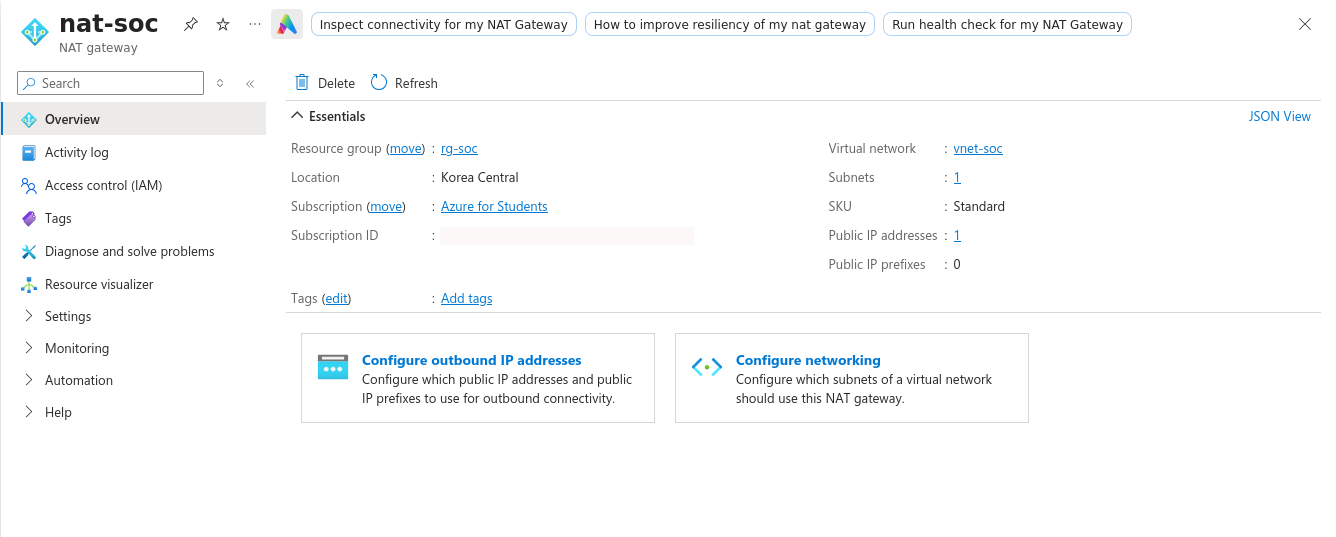 nat-soc
NAT gateway
Inspect connectivity for my NAT Gateway
How to improve resiliency of my nat gateway
Run health check for my NAT Gateway
Search
Overview
Activity log
Access control (IAM)
Tags
Diagnose and solve problems
Resource visualizer
Settings
Monitoring
Automation
Help
Delete
Refresh
Essentials
JSON View
Resource group (move) : rg-soc
Location : Korea Central
Subscription (move) : Azure for Students
Subscription ID :
Tags (edit) : Add tags
Virtual network : vnet-soc
Subnets : 1
SKU : Standard
Public IP addresses : 1
Public IP prefixes : 0
Configure outbound IP addresses
Configure which public IP addresses and public
IP prefixes to use for outbound connectivity.
Configure networking
Configure which subnets of a virtual network
should use this NAT gateway.